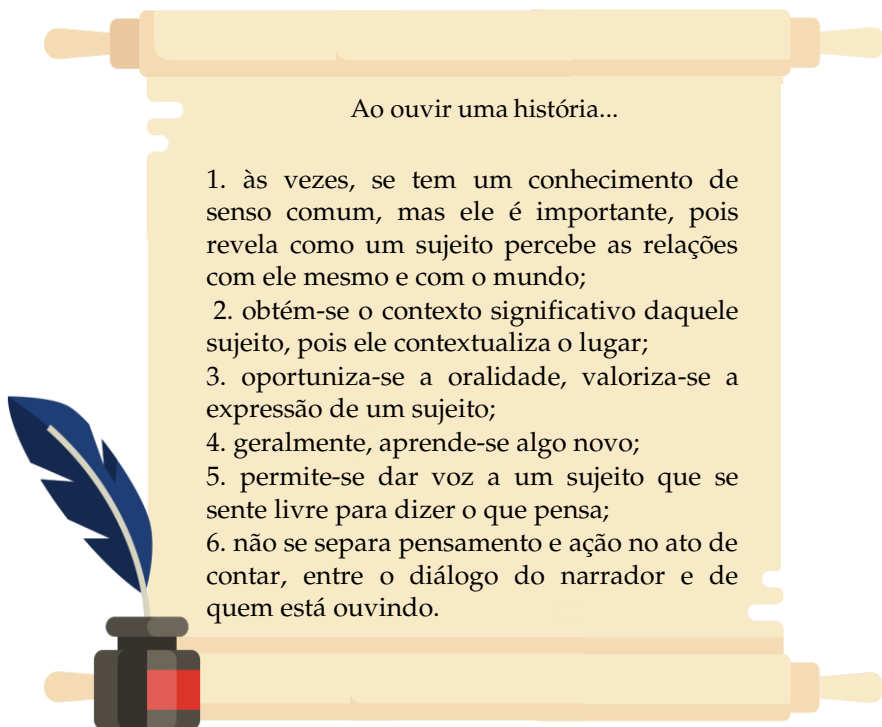 Ao ouvir uma história...
1. às vezes, se tem um conhecimento de
senso comum, mas ele é importante, pois
revela como um sujeito percebe as relações
com ele mesmo e com o mundo;
2. obtém-se o contexto significativo daquele
sujeito, pois ele contextualiza o lugar;
3. oportuniza-se a oralidade, valoriza-se a
expressão de um sujeito;
4. geralmente, aprende-se algo novo;
5. permite-se dar voz a um sujeito que se
sente livre para dizer o que pensa;
6. não se separa pensamento e ação no ato de
contar, entre o diálogo do narrador e de
quem está ouvindo.